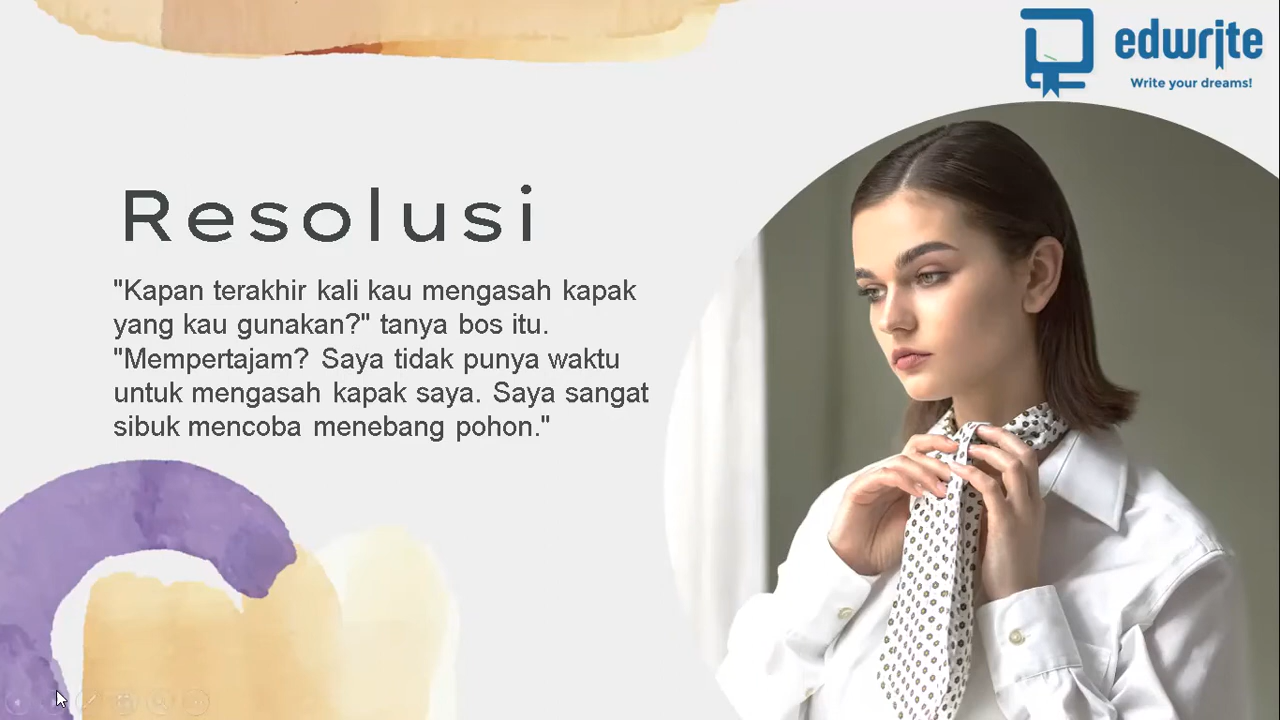 edwrite
Write your dreams!
Resolusi
"Kapan terakhir kali kau mengasah kapak
yang kau gunakan?" tanya bos itu.
"Mempertajam? Saya tidak punya waktu
untuk mengasah kapak saya. Saya sangat
sibuk mencoba menebang pohon."